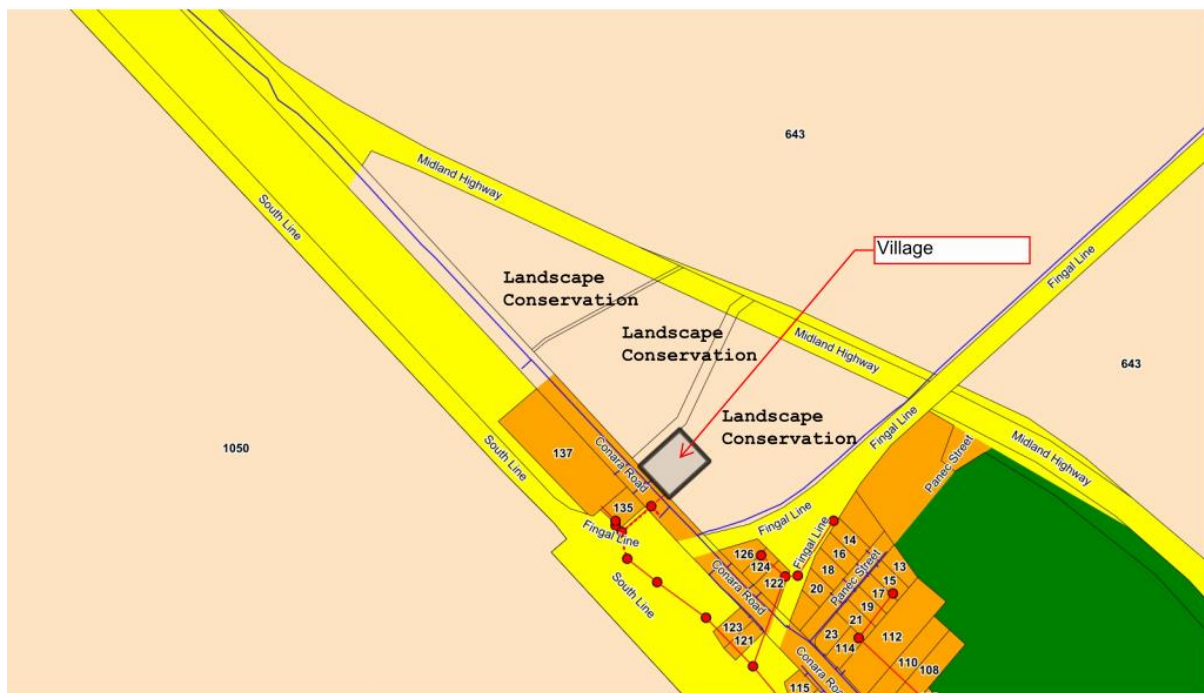 643
Midland Highway
South Line
Village
Fingal Line
Landscape
Conservation
Landscape
Conservation
Midland Highway
643
Landscape
Conservation
Fingal Line
Midland Highway
1050
South Line
137
Conara Road
Panec Street
135
Fingal Line
Fingal Line
Fingal Line
14
126
16
124
18
13
122
20
Panec Street
15
17
South Line
Conara Road
19
21
123
23
112
121
114
110
108
115
Conara Road